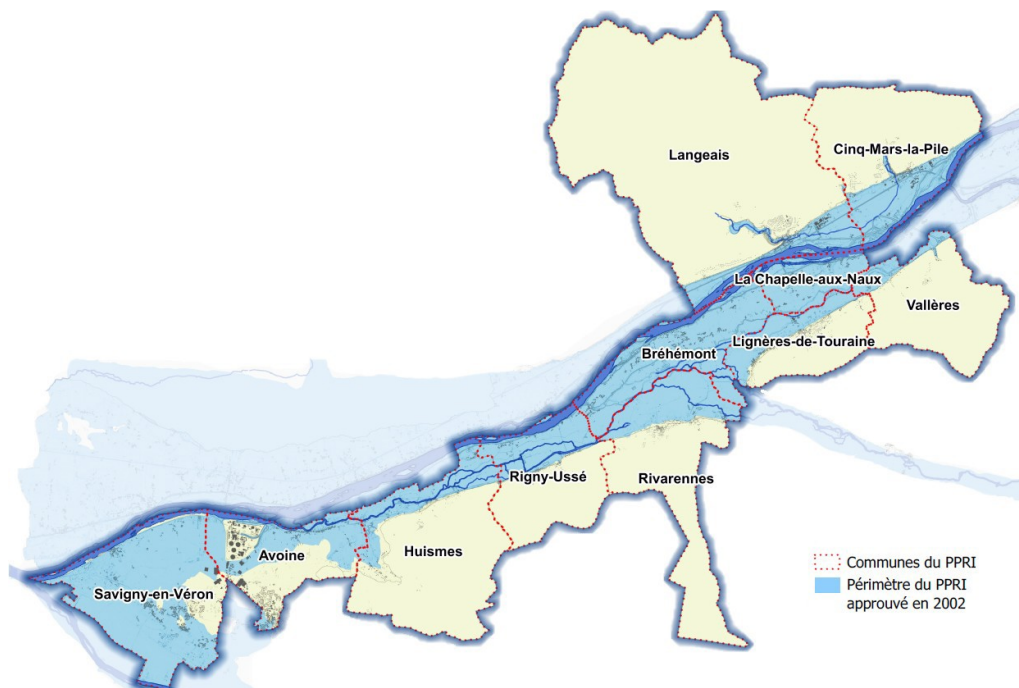 Cinq-Mars-la-Pile
Langeais
La Chapelle-aux-Naux
Vallères
Lignères-de-Touraine
Bréhémont
Rigny-Ussé
Rivarennes
Huismes
Avoine
Savigny-en-Véron
Communes du PPRI
Périmètre du PPRI
approuvé en 2002